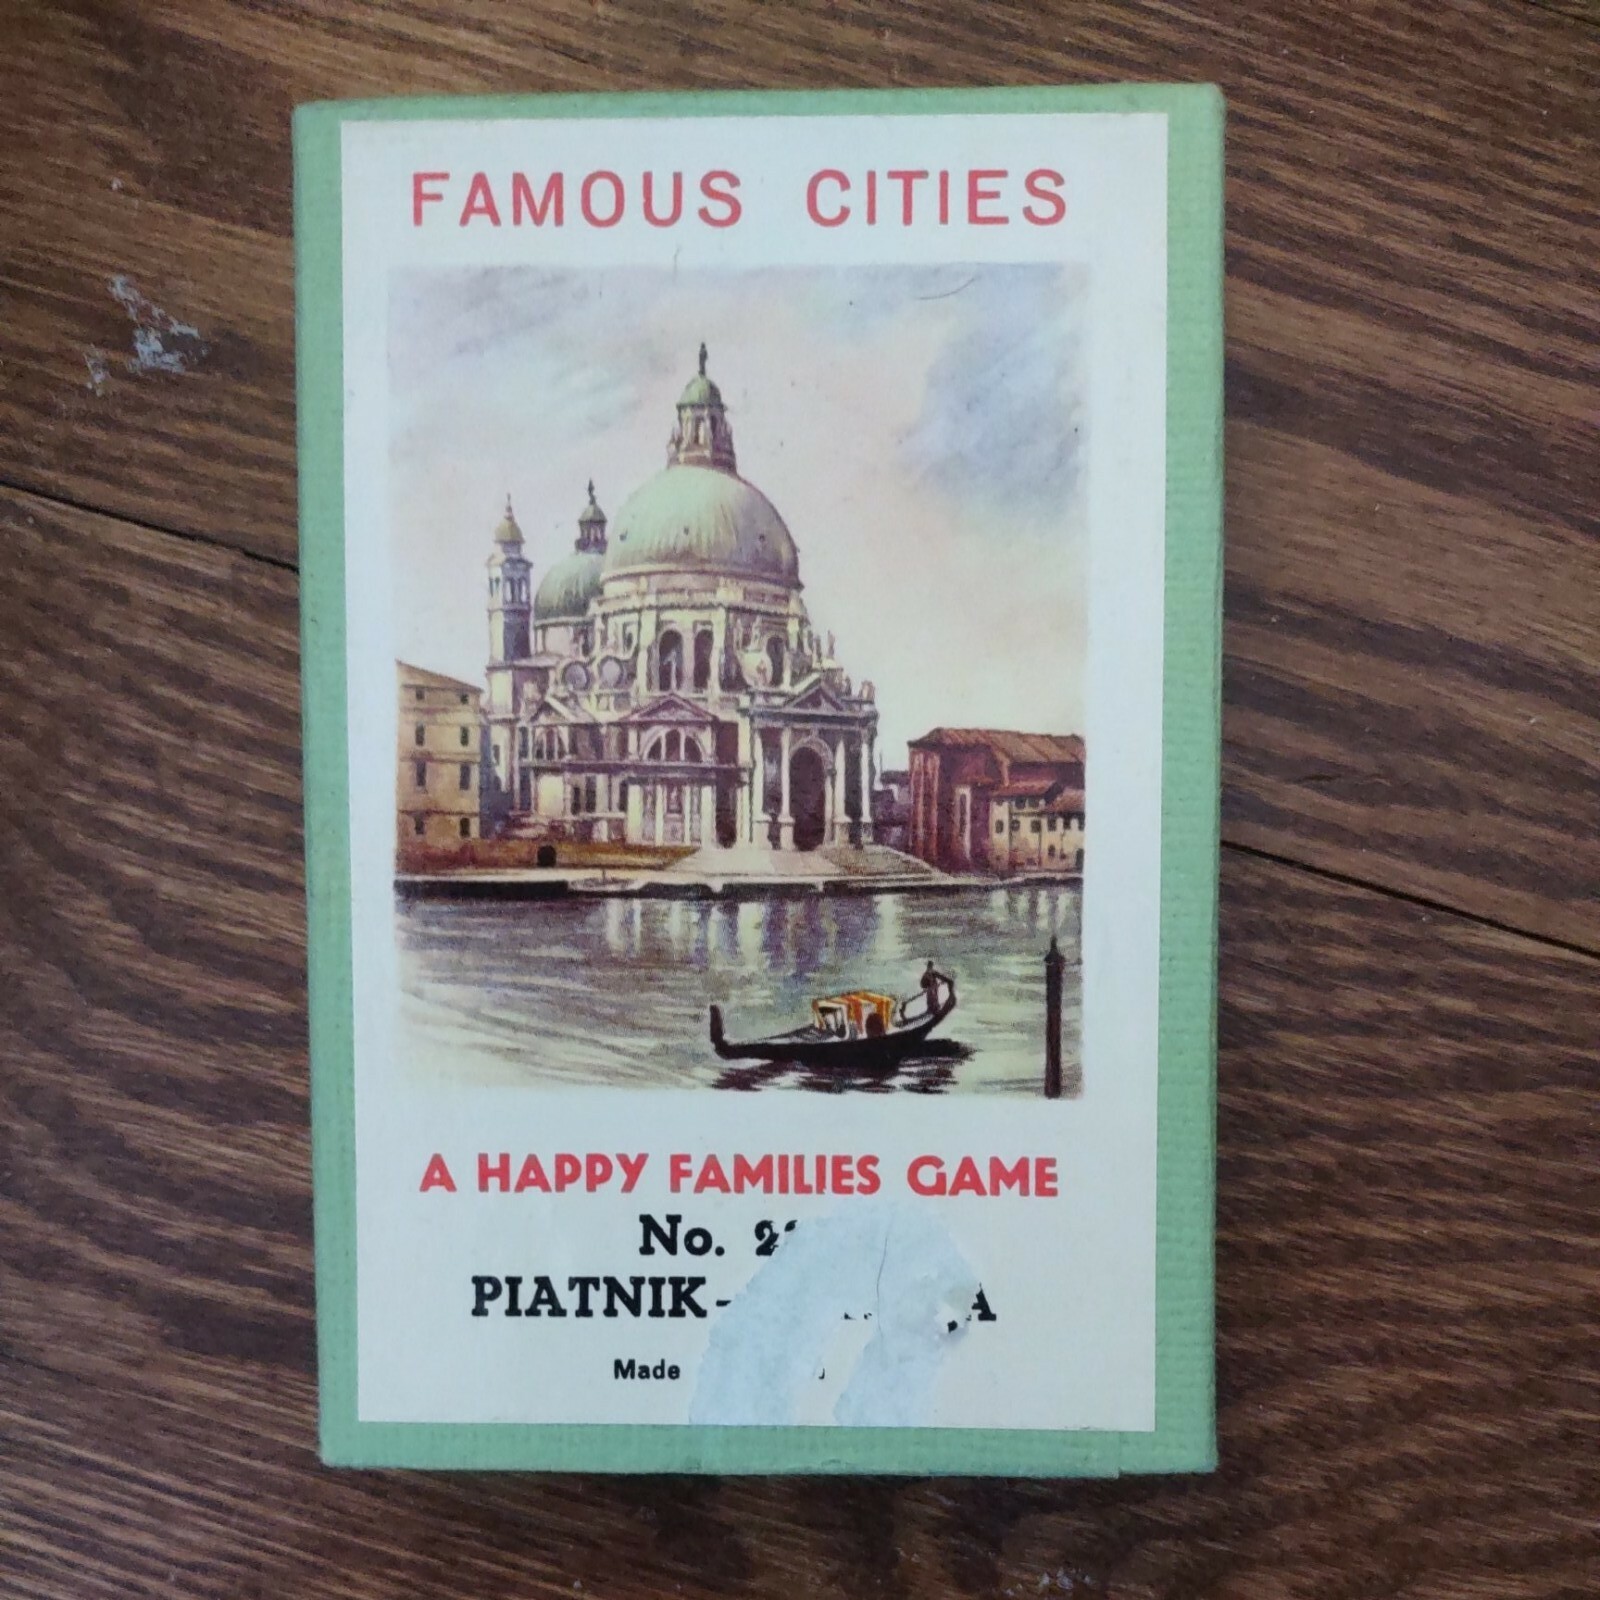 FAMOUS CITIES
A HAPPY FAMILIES GAME
No.
PIATNIK-
Made